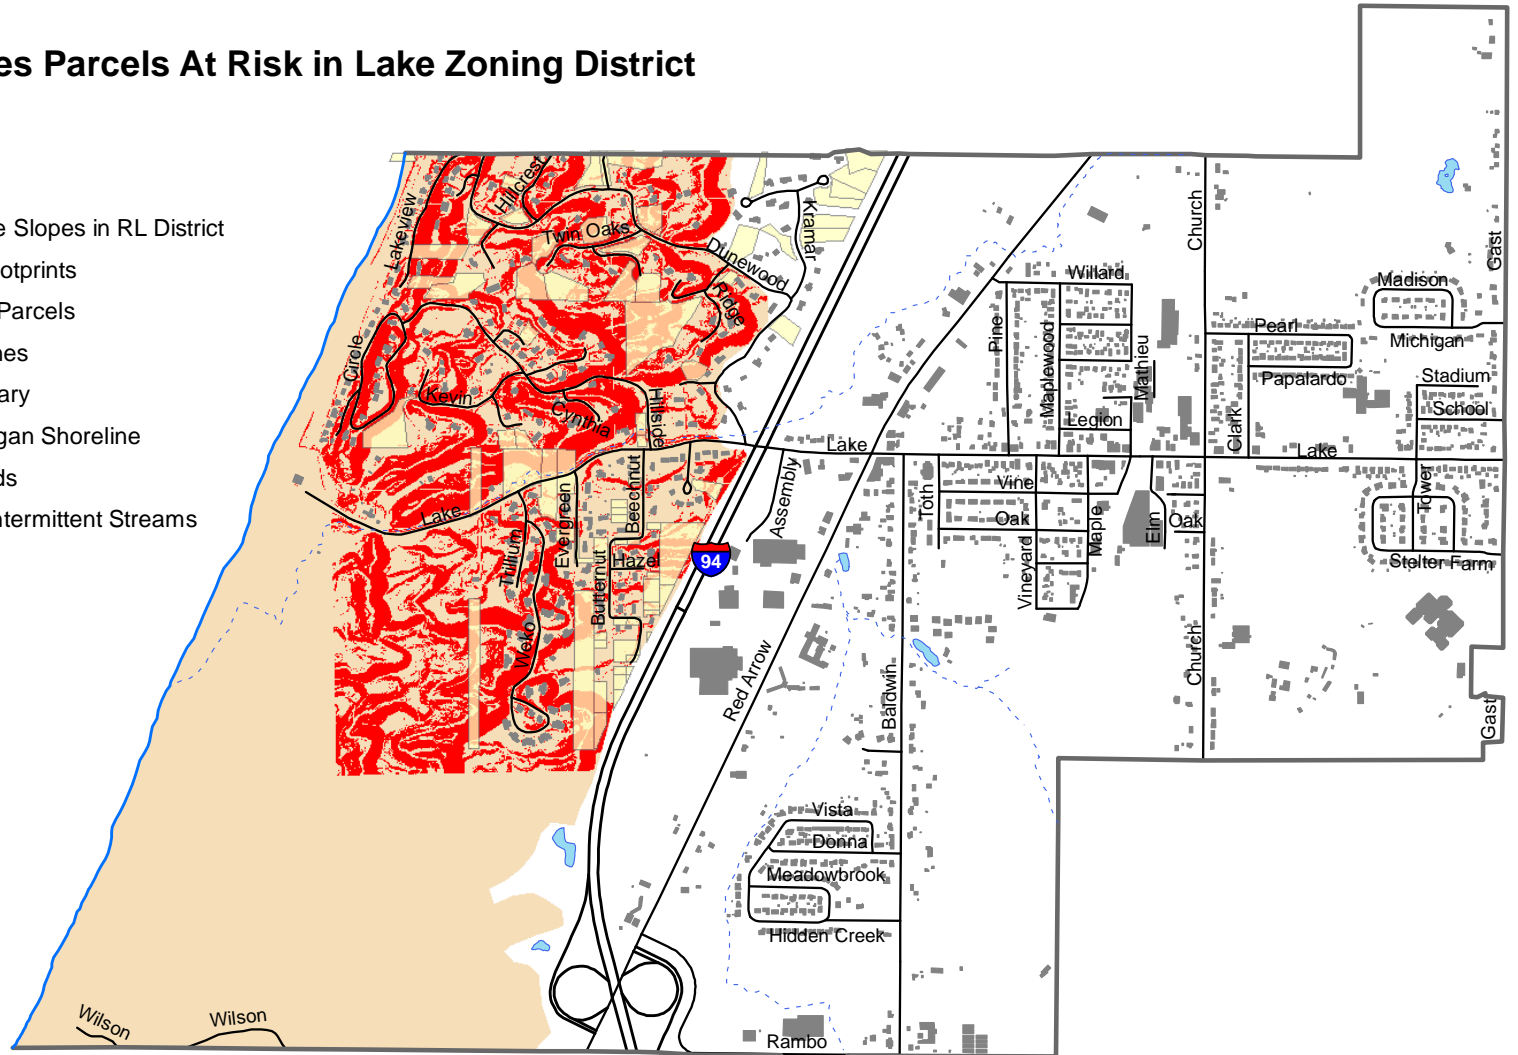 es Parcels At Risk in Lake Zoning District
e Slopes in RL District
otprints
Parcels
nes
ary
gan Shoreline
ds
ntermittent Streams
Lakeview
Hillcrest
Twin Oaks
Dunewood
Kramar
Ridge
Circle
Kevin
Cynthia
Hillside
Lake
Lake
Lake
Evergreen
Beechnut
Butternut
Hazel
Weko
94
Assembly
Red Arrow
Church
Gast
Willard
Pine
Maplewood
Mathieu
Legion
Pearl
Papalardo
Clark
Madison
Michigan
Stadium
School
Tower
Stelter Farm
Toth
Vine
Oak
Vineyard
Maple
Elm
Oak
Church
Baldwin
Gast
Vista
Donna
Meadowbrook
Hidden Creek
Rambo
Wilson
Wilson